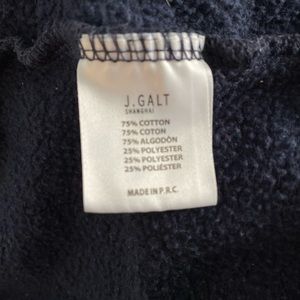 J.GALT
SHANGHAI
75% COTTON
75% COTON
75% ALGODÓN
25% POLYESTER
25% POLYESTER
25% POLIÉSTER
MADE IN P.R.C.